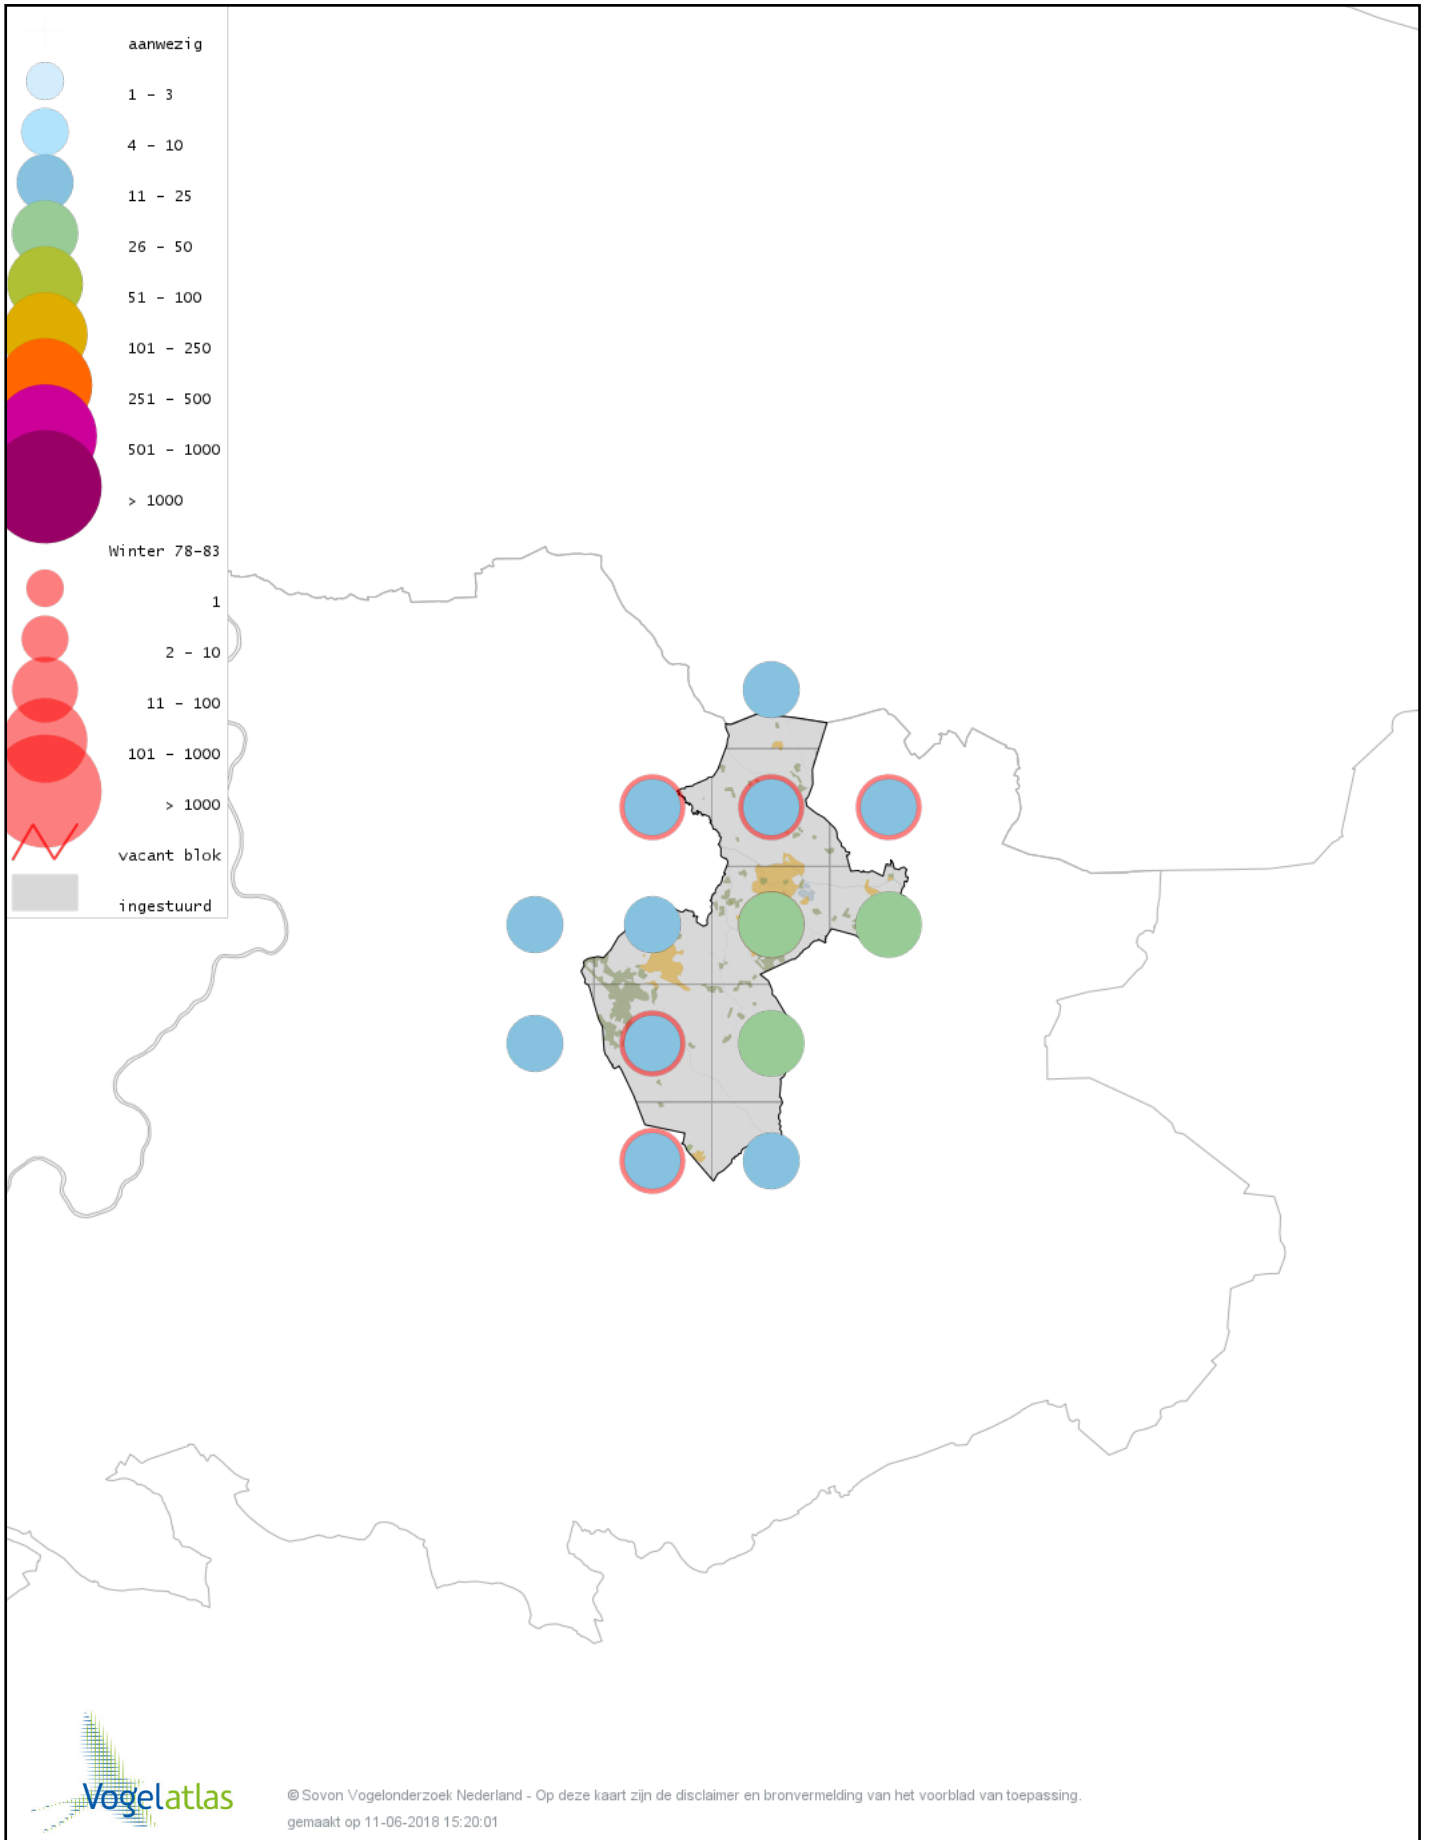 aanwezig
1 - 3
4 - 10
11 - 25
26 - 50
51 - 100
101 - 250
251 - 500
501 - 1000
> 1000
Winter 78-83
1
2 - 10
11 - 100
101 - 1000
> 1000
vacant blok
ingestuurd
Vogelatlas
© Sovon Vogelonderzoek Nederland - Op deze kaart zijn de disclaimer en bronvermelding van het voorblad van toepassing.
gemaakt op 11-06-2018 15:20:01